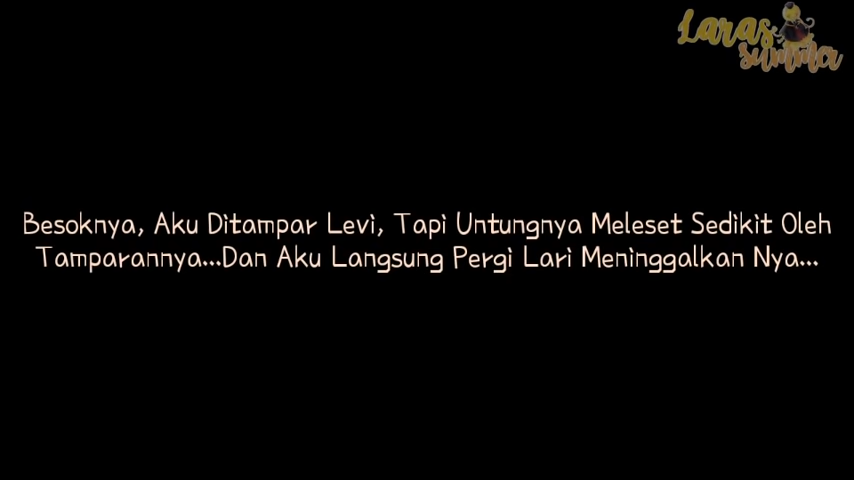 Laras
summer
Besoknya, Aku Ditampar Levi, Tapi Untungnya Meleset Sedikit Oleh
Tamparannya...Dan Aku Langsung Pergi Lari Meninggalkan Nya...